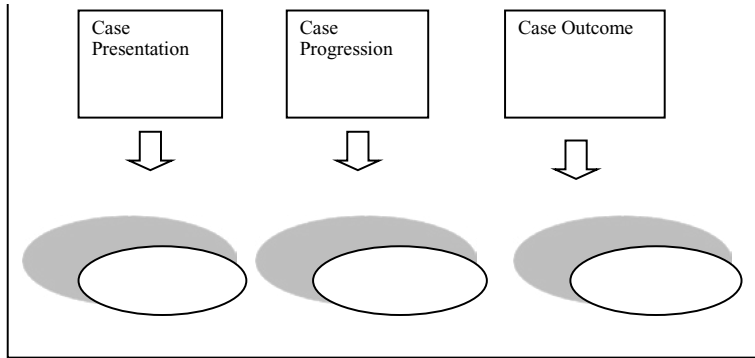 Case
Presentation
Case
Progression
Case Outcome